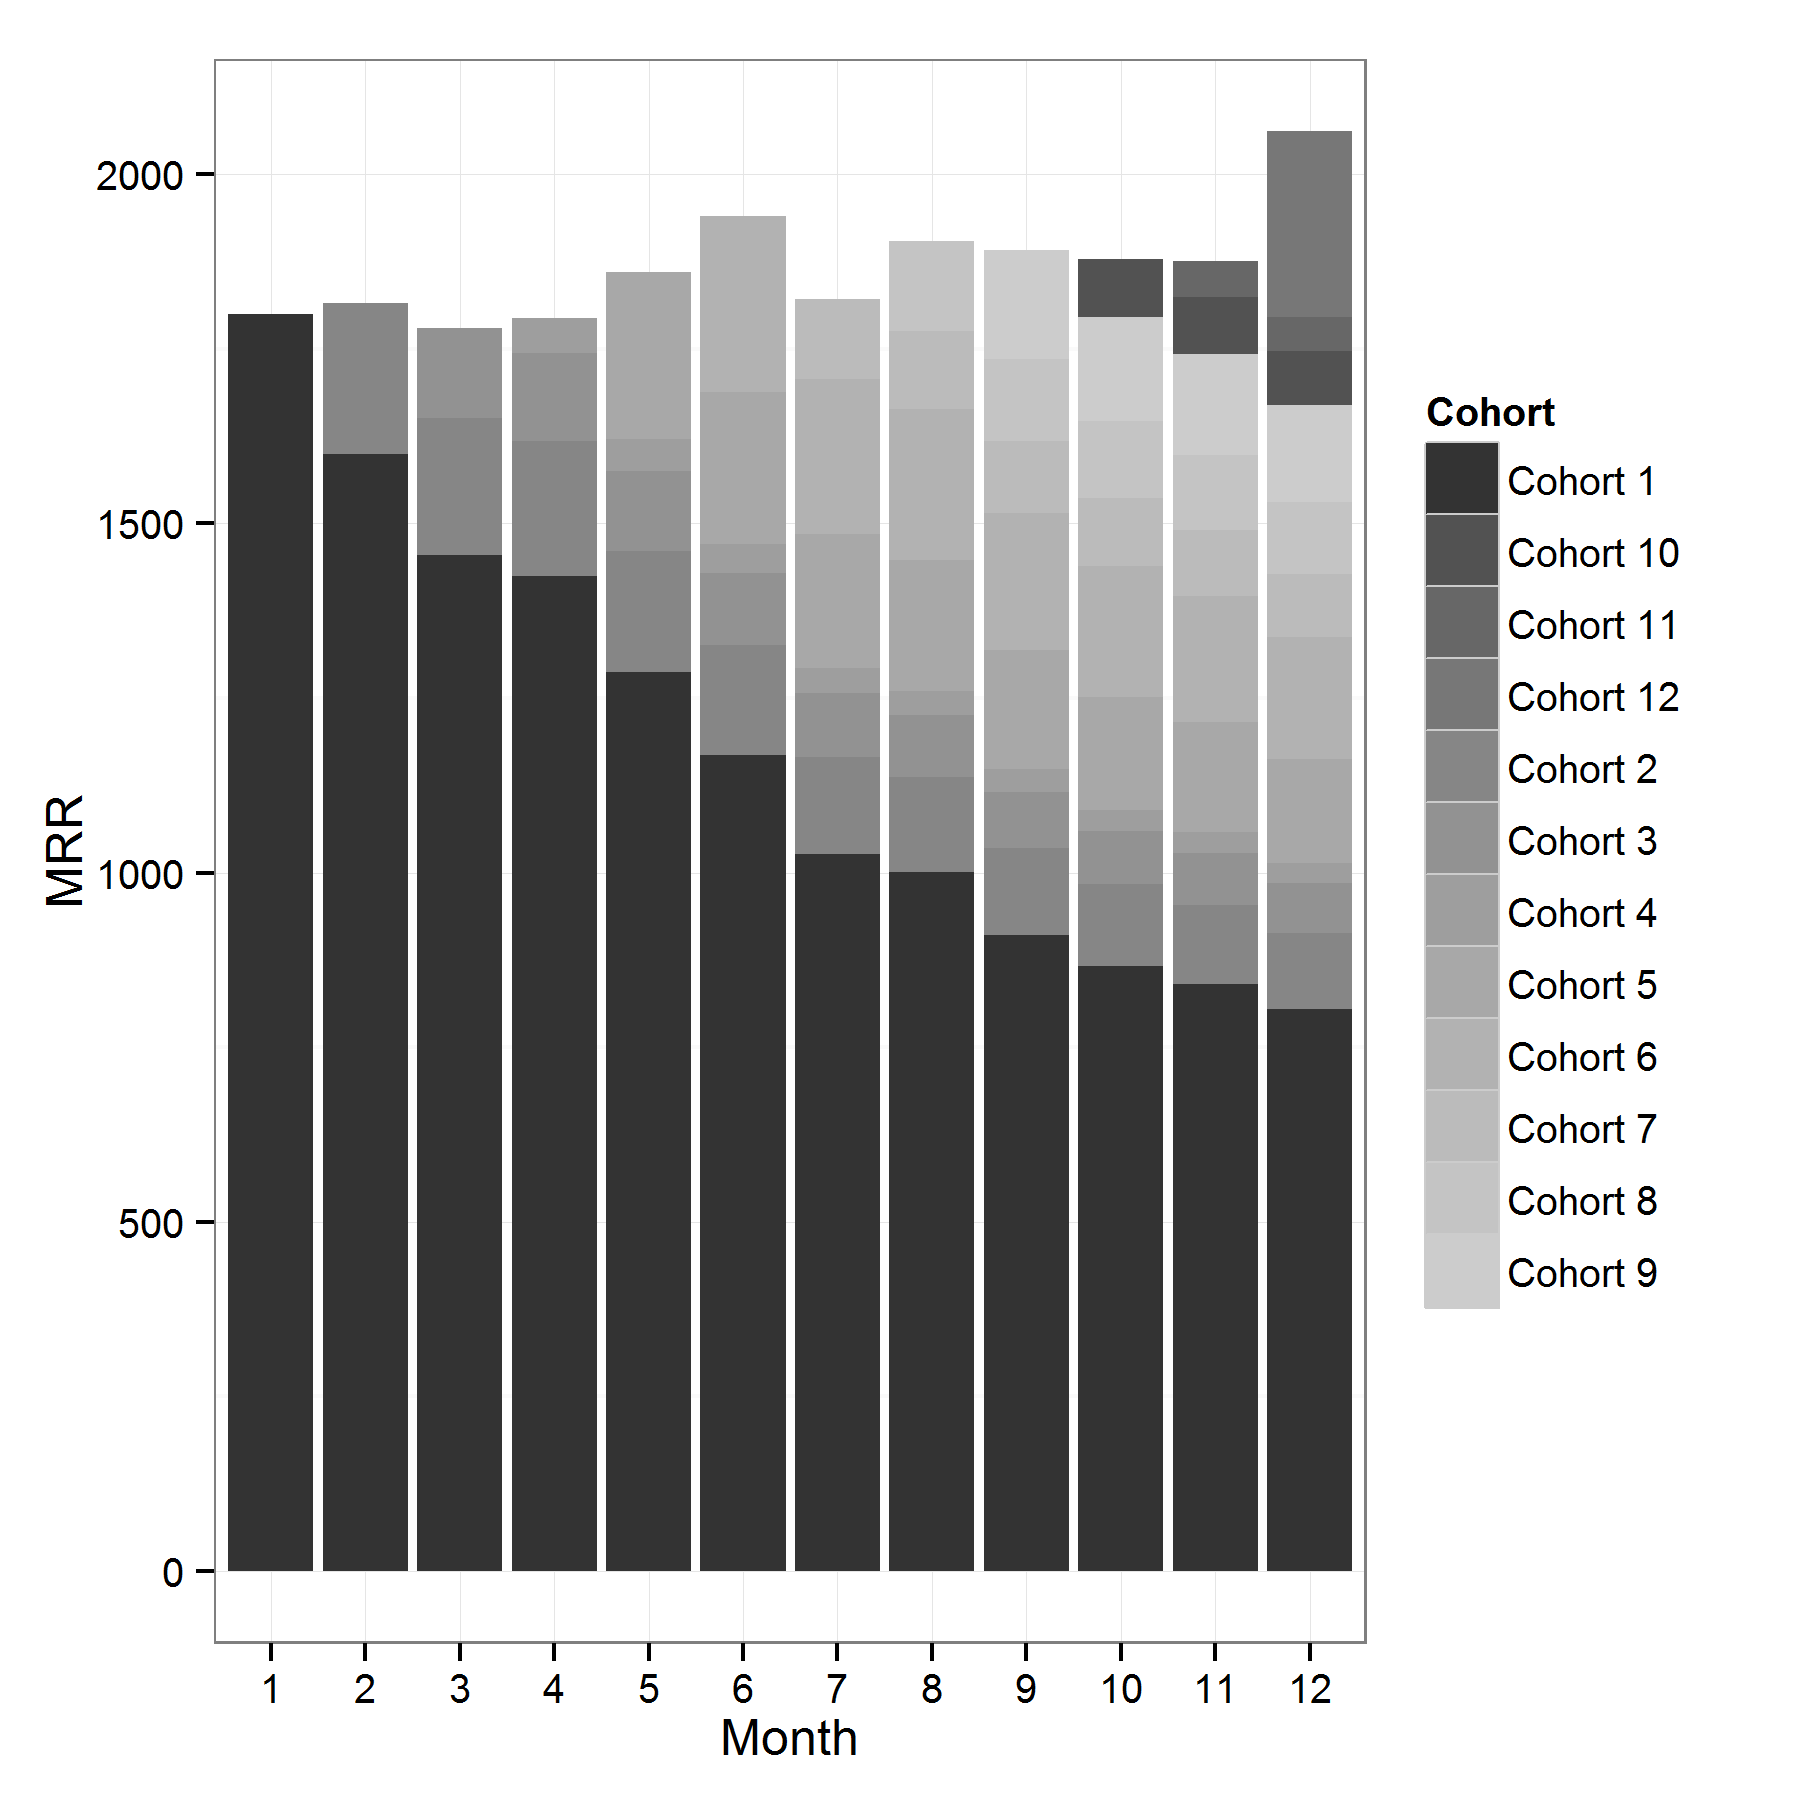 MRR
2000
1500
1000
500
0
1 2 3 4 5 6 7 8 9 10 11 12
Month
Cohort
Cohort 1
Cohort 10
Cohort 11
Cohort 12
Cohort 2
Cohort 3
Cohort 4
Cohort 5
Cohort 6
Cohort 7
Cohort 8
Cohort 9